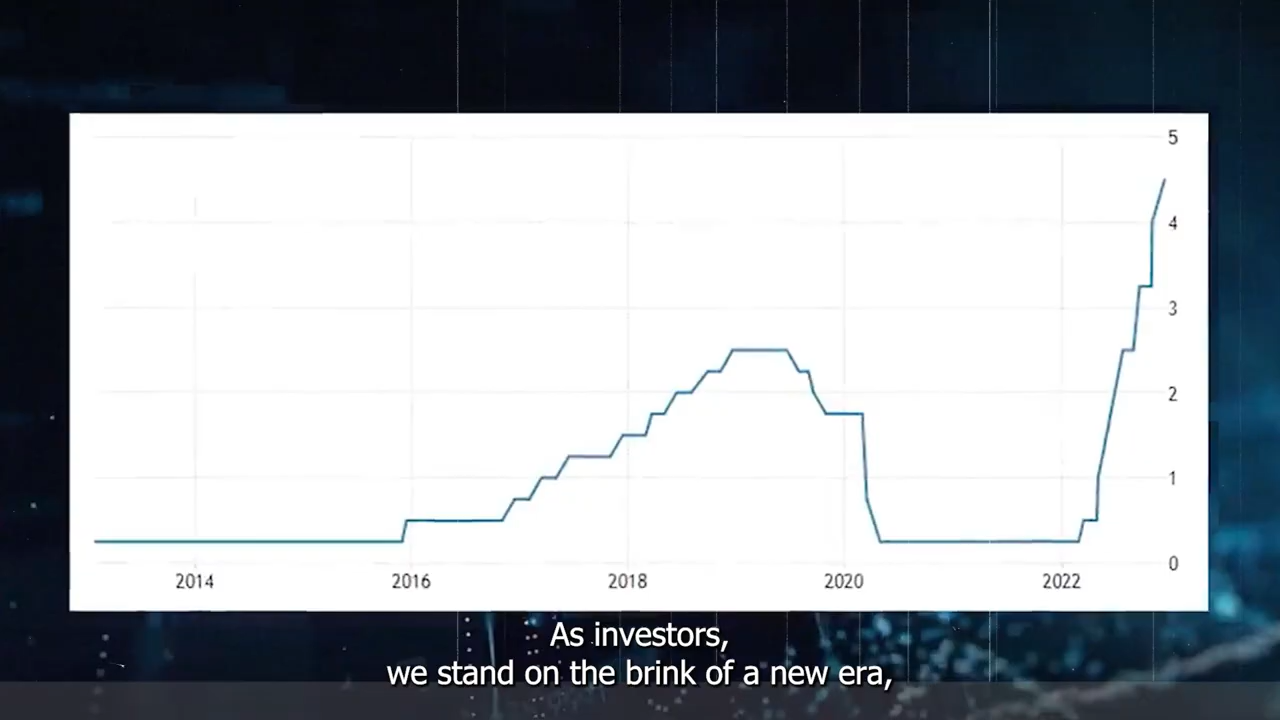 5
4
3
2
1
0
2014 2016 2018 2020 2022
As investors,
we stand on the brink of a new era,